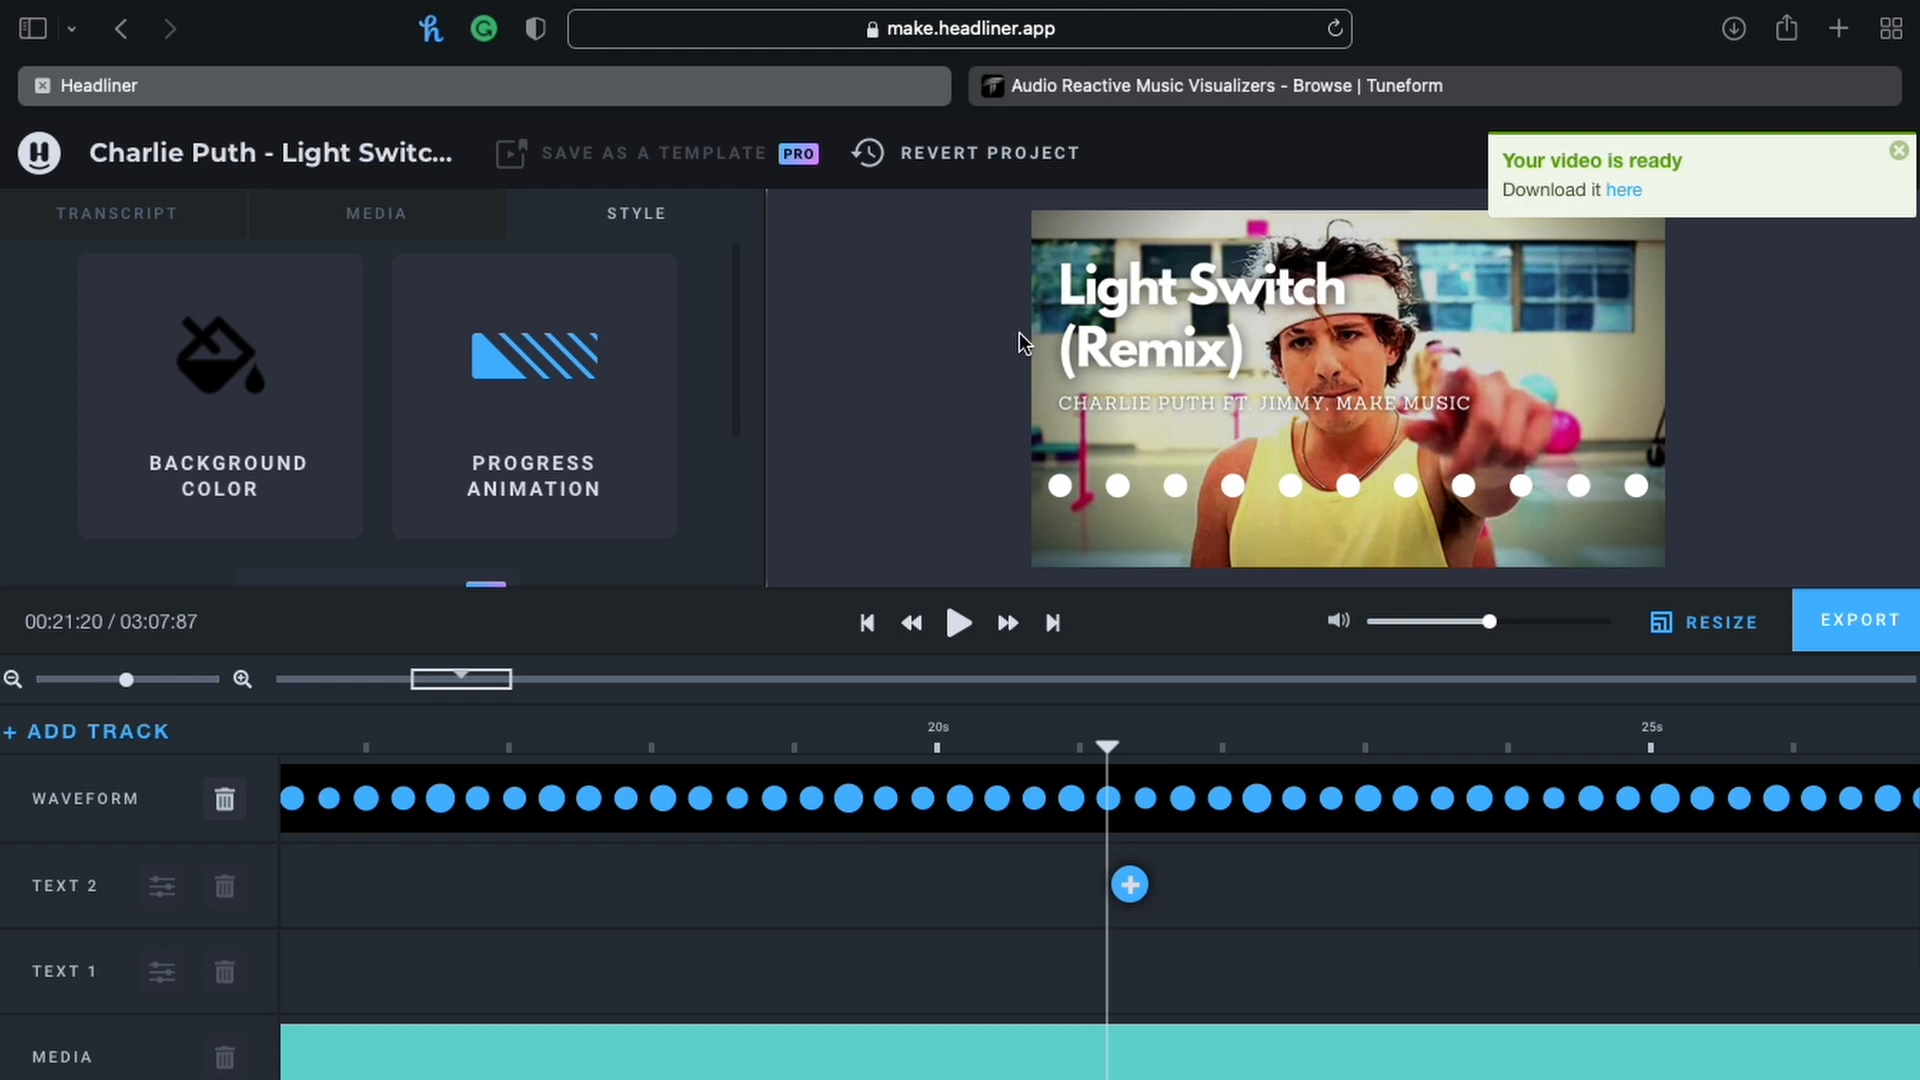 make.headliner.app
Headliner
Audio Reactive Music Visualizers - Browse | Tuneform
Charlie Puth - Light Switc...
SAVE AS A TEMPLATE PRO
REVERT PROJECT
Your video is ready
Download it here
TRANSCRIPT
MEDIA
STYLE
BACKGROUND
COLOR
PROGRESS
ANIMATION
Light Switch
(Remix)
CHARLIE PUTH FT. JIMMY, MAKE MUSIC
00:21:20 / 03:07:87
RESIZE
EXPORT
+ ADD TRACK
20s
25s
WAVEFORM
TEXT 2
TEXT 1
MEDIA